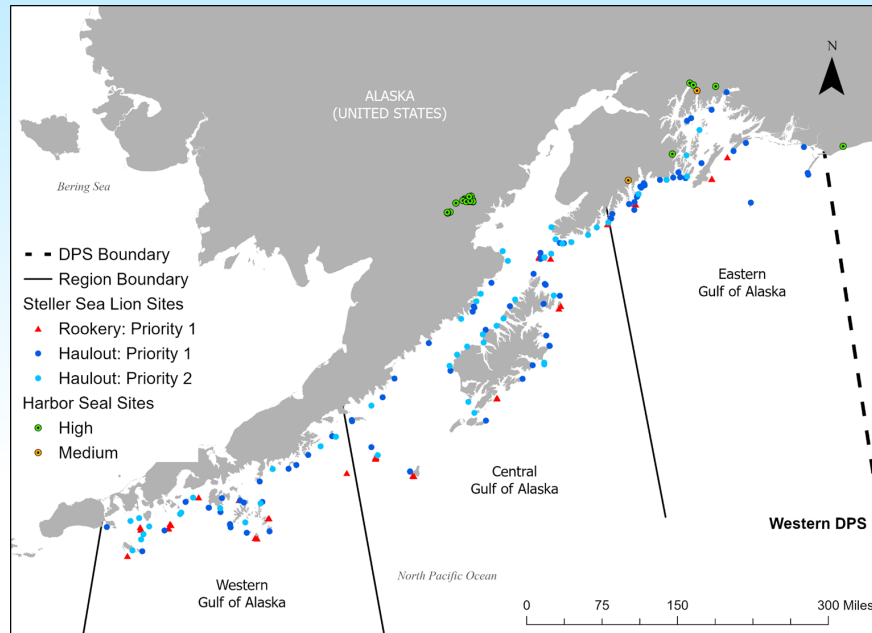 N
ALASKA
(UNITED STATES)
Bering Sea
DPS Boundary
Region Boundary
Steller Sea Lion Sites
Rookery: Priority 1
Haulout: Priority 1
Haulout: Priority 2
Harbor Seal Sites
High
Medium
Eastern
Gulf of Alaska
Central
Gulf of Alaska
Western DPS
North Pacific Ocean
Western
Gulf of Alaska
0 75 150 300 Miles